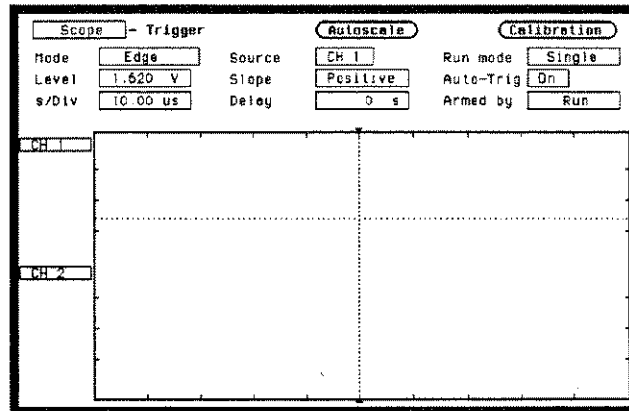 Scope - Trigger Autoscale Calibration
Mode Edge Source CH 1 Run mode Single
Level 1.620 V Slope Positive Auto-Trig On
s/Div 10.00 us Delay 0 s Armed by Run
CH 1
CH 2